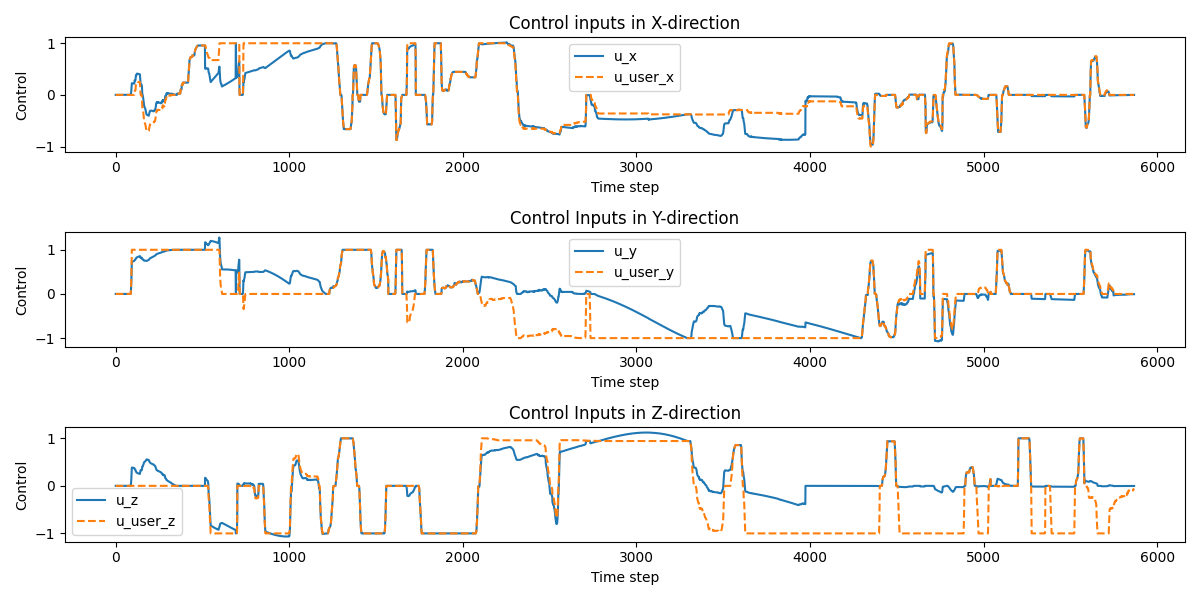 Control inputs in X-direction
Control
1
0
−1
u_x
u_user_x
0 1000 2000 3000 4000 5000 6000
Time step
Control Inputs in Y-direction
Control
1
0
−1
u_y
u_user_y
0 1000 2000 3000 4000 5000 6000
Time step
Control Inputs in Z-direction
Control
1
0
−1
u_z
u_user_z
0 1000 2000 3000 4000 5000 6000
Time step